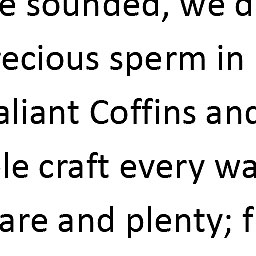 e sounded, we d
recious sperm in
aliant Coffins and
le craft every wa
are and plenty; f